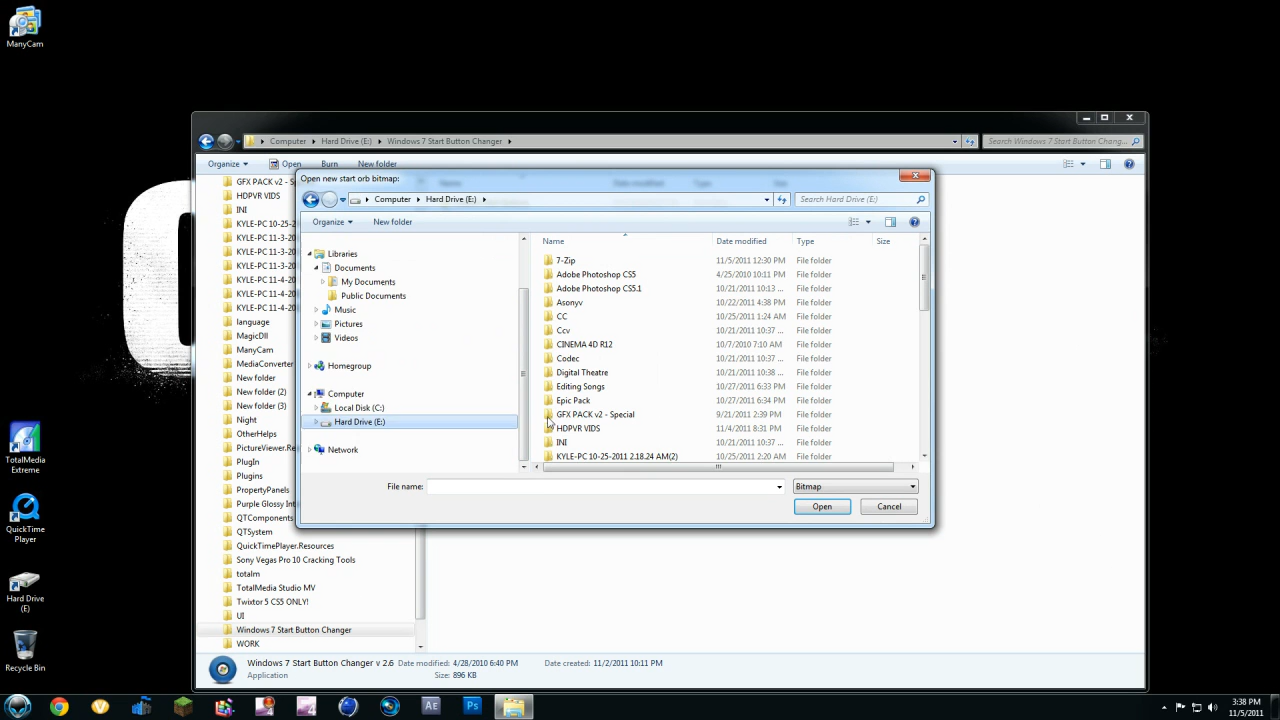 ManyCam
Computer
Hard Drive (E:)
Windows 7 Start Button Changer
Search Windows 7 Start Button Chang...
Organize
Open
Burn
New folder
Open new start orb bitmap:
Computer
Hard Drive (E:)
Search Hard Drive (E:)
Organize
New folder
Libraries
Documents
My Documents
Public Documents
Music
Pictures
Videos
Homegroup
Computer
Local Disk (C:)
Hard Drive (E:)
Network
Name Date modified Type Size
7-Zip 11/5/2011 12:30 PM File folder
Adobe Photoshop CS5 4/25/2010 10:11 PM File folder
Adobe Photoshop CS5.1 10/21/2011 10:13 ... File folder
Asonyv 10/22/2011 4:38 PM File folder
CC 10/25/2011 1:24 AM File folder
Ccv 10/21/2011 10:37 ... File folder
CINEMA 4D R12 10/7/2010 7:10 AM File folder
Codec 10/21/2011 10:37 ... File folder
Digital Theatre 10/21/2011 10:38 ... File folder
Editing Songs 10/27/2011 6:33 PM File folder
Epic Pack 10/27/2011 6:34 PM File folder
GFX PACK v2 - Special 9/21/2011 2:39 PM File folder
HDPVR VIDS 11/4/2011 8:31 PM File folder
INI 10/21/2011 10:37 ... File folder
KYLE-PC 10-25-2011 2.18.24 AM(2) 10/25/2011 2:20 AM File folder
File name:
Bitmap
Open
Cancel
GFX PACK v2 - Sp
HDPVR VIDS
INI
KYLE-PC 10-25-2
KYLE-PC 11-3-20
KYLE-PC 11-3-20
KYLE-PC 11-3-20
KYLE-PC 11-4-20
KYLE-PC 11-4-20
KYLE-PC 11-4-20
language
MagicDll
ManyCam
MediaConverter
New folder
New folder (2)
New folder (3)
Night
OtherHelps
PictureViewer.Re
PlugIn
Plugins
PropertyPanels
Purple Glossy Int
QTComponents
QTSystem
QuickTimePlayer.Resources
Sony Vegas Pro 10 Cracking Tools
totalm
TotalMedia Studio MV
Twixtor 5 CS5 ONLY!
UI
Windows 7 Start Button Changer
WORK
Windows 7 Start Button Changer v 2.6 Date modified: 4/28/2010 6:40 PM Date created: 11/2/2011 10:11 PM
Application Size: 896 KB
TotalMedia
Extreme
QuickTime
Player
Hard Drive
(E)
Recycle Bin
Ae
Ps
3:38 PM
11/5/2011